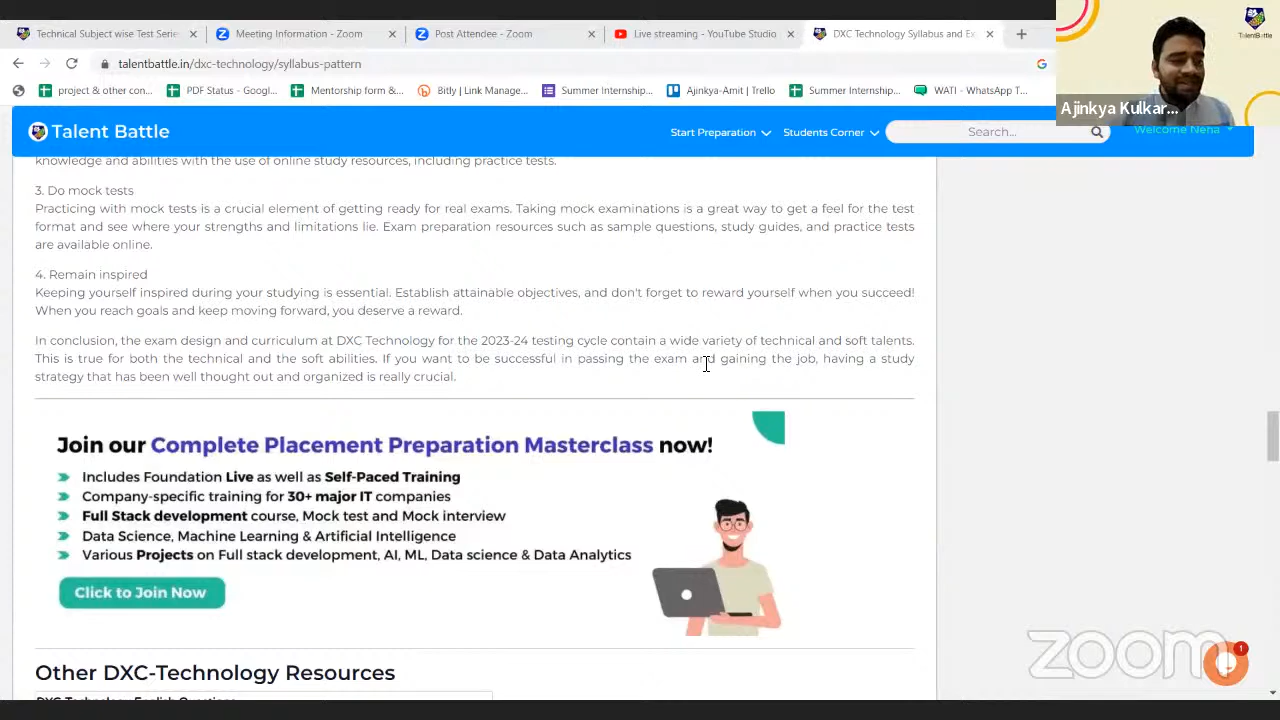 Technical Subject wise Test Serie
Meeting Information - Zoom
Post Attendee - Zoom
Live streaming - YouTube Studio
DXC Technology Syllabus and Ex
TalentBattle
talentbattle.in/dxc-technology/syllabus-pattern
project & other con...
PDF Status - Googl...
Mentorship form &...
Bitly | Link Manage...
Summer Internship...
Ajinkya-Amit | Trello
Summer Internship...
WATI - WhatsApp T...
Ajinkya Kulkar...
Talent Battle
Start Preparation
Students Corner
Search...
Welcome Neha
knowledge and abilities with the use of online study resources, including practice tests.
3. Do mock tests
Practicing with mock tests is a crucial element of getting ready for real exams. Taking mock examinations is a great way to get a feel for the test
format and see where your strengths and limitations lie. Exam preparation resources such as sample questions, study guides, and practice tests
are available online.
4. Remain inspired
Keeping yourself inspired during your studying is essential. Establish attainable objectives, and don't forget to reward yourself when you succeed!
When you reach goals and keep moving forward, you deserve a reward.
In conclusion, the exam design and curriculum at DXC Technology for the 2023-24 testing cycle contain a wide variety of technical and soft talents.
This is true for both the technical and the soft abilities. If you want to be successful in passing the exam and gaining the job, having a study
strategy that has been well thought out and organized is really crucial.
Join our Complete Placement Preparation Masterclass now!
Includes Foundation Live as well as Self-Paced Training
Company-specific training for 30+ major IT companies
Full Stack development course, Mock test and Mock interview
Data Science, Machine Learning & Artificial Intelligence
Various Projects on Full stack development, AI, ML, Data science & Data Analytics
Click to Join Now
zoom
1
Other DXC-Technology Resources
DXC Technology English Questions